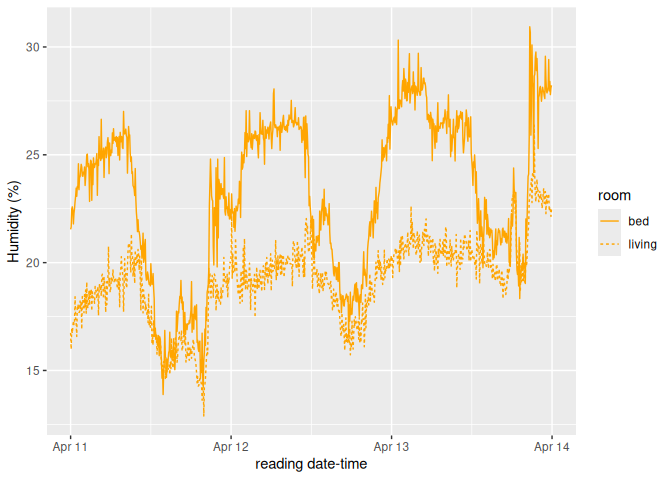 30
25
20
15
Humidity (%)
Apr 11
Apr 12
Apr 13
Apr 14
reading date-time
room
bed
living